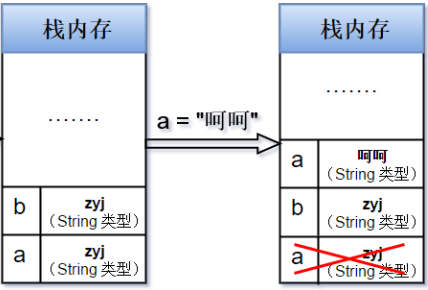 栈内存
.......
b
zyj
（String 类型）
a
zyj
（String 类型）
a = "呵呵"
栈内存
.......
a
呵呵
（String 类型）
b
zyj
（String 类型）
a
zyj
（String 类型）